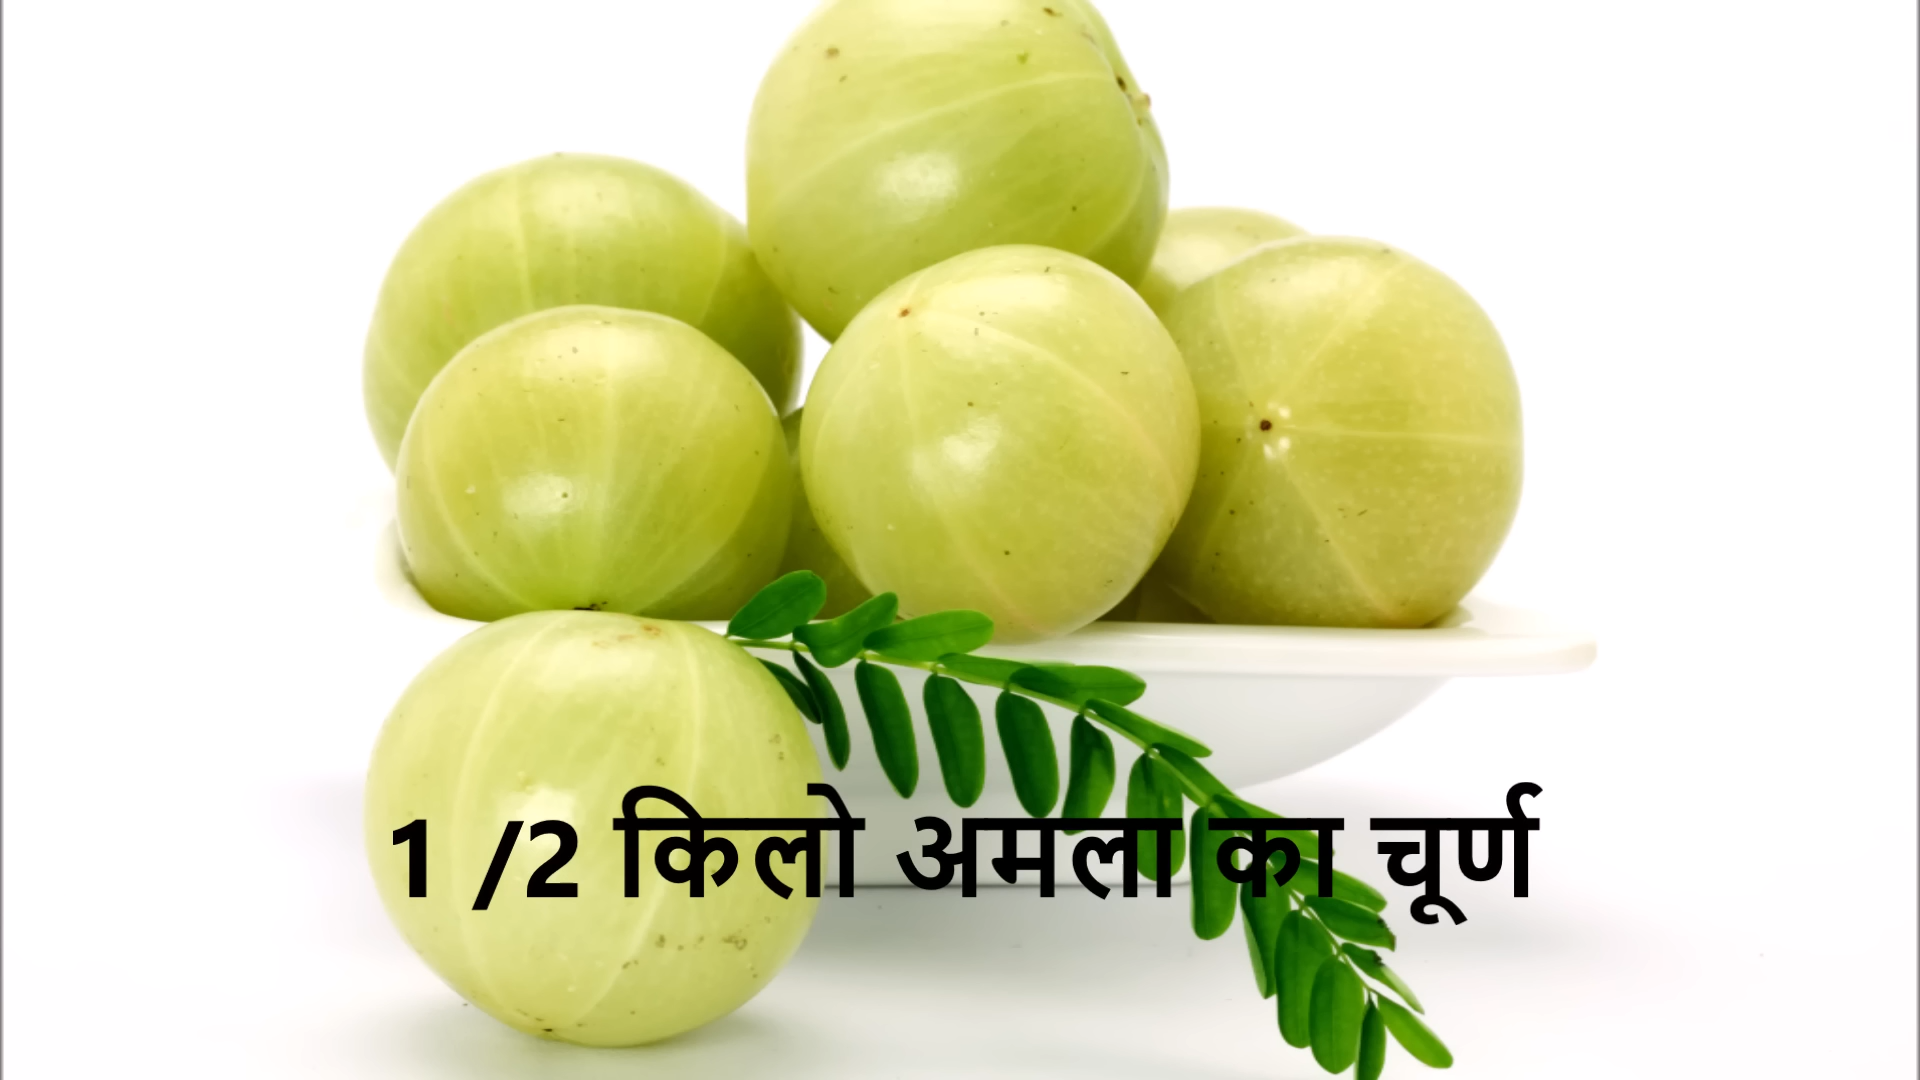 1 /2 किलो अमला का चूर्ण